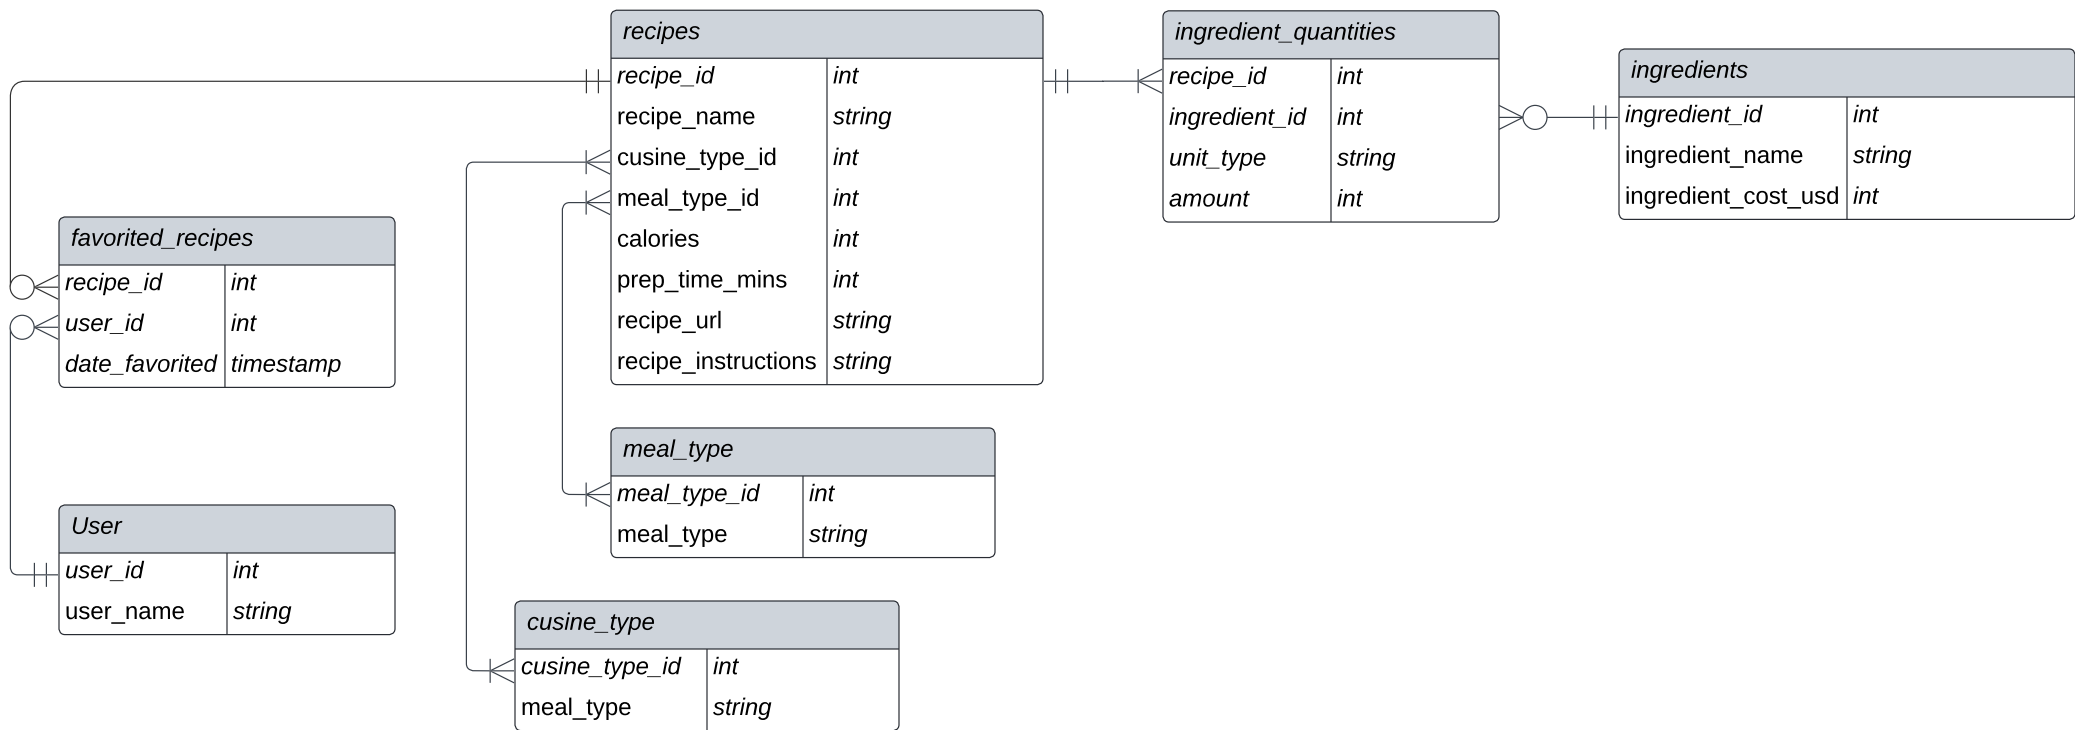 recipes
recipe_id int
recipe_name string
cusine_type_id int
meal_type_id int
calories int
prep_time_mins int
recipe_url string
recipe_instructions string
ingredient_quantities
recipe_id int
ingredient_id int
unit_type string
amount int
ingredients
ingredient_id int
ingredient_name string
ingredient_cost_usd int
favorited_recipes
recipe_id int
user_id int
date_favorited timestamp
meal_type
meal_type_id int
meal_type string
User
user_id int
user_name string
cusine_type
cusine_type_id int
meal_type string